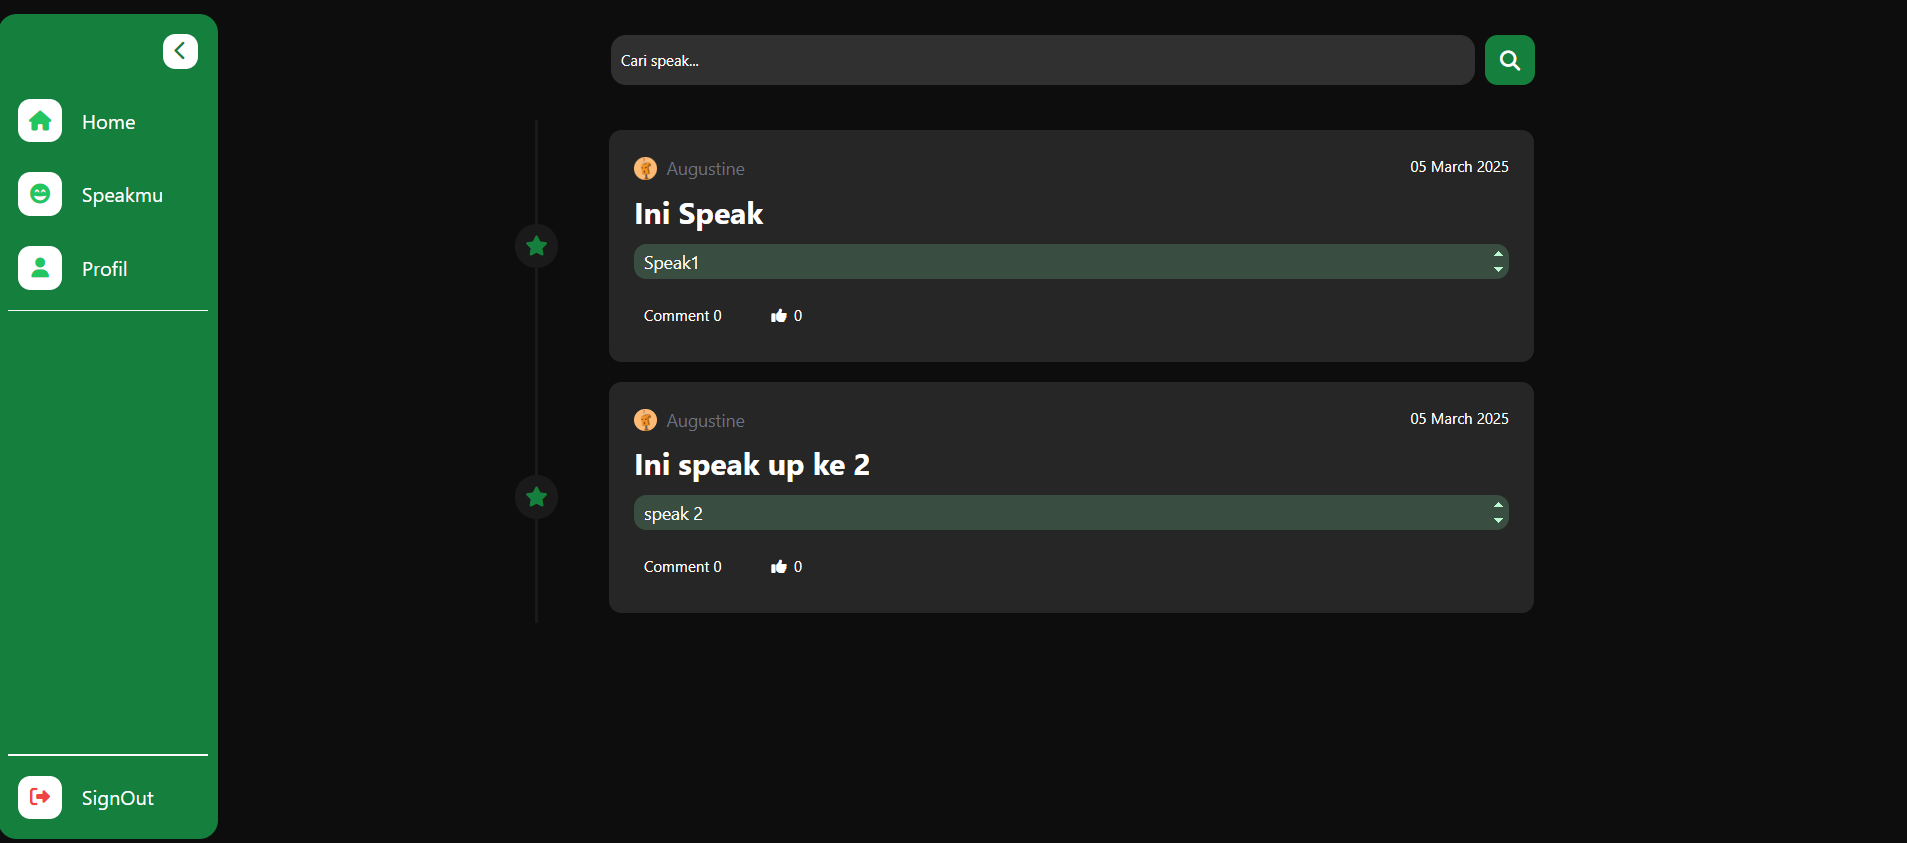 Home
Speakmu
Profil
SignOut
Cari speak...
Augustine
05 March 2025
Ini Speak
Speak1
Comment 0
0
Augustine
05 March 2025
Ini speak up ke 2
speak 2
Comment 0
0